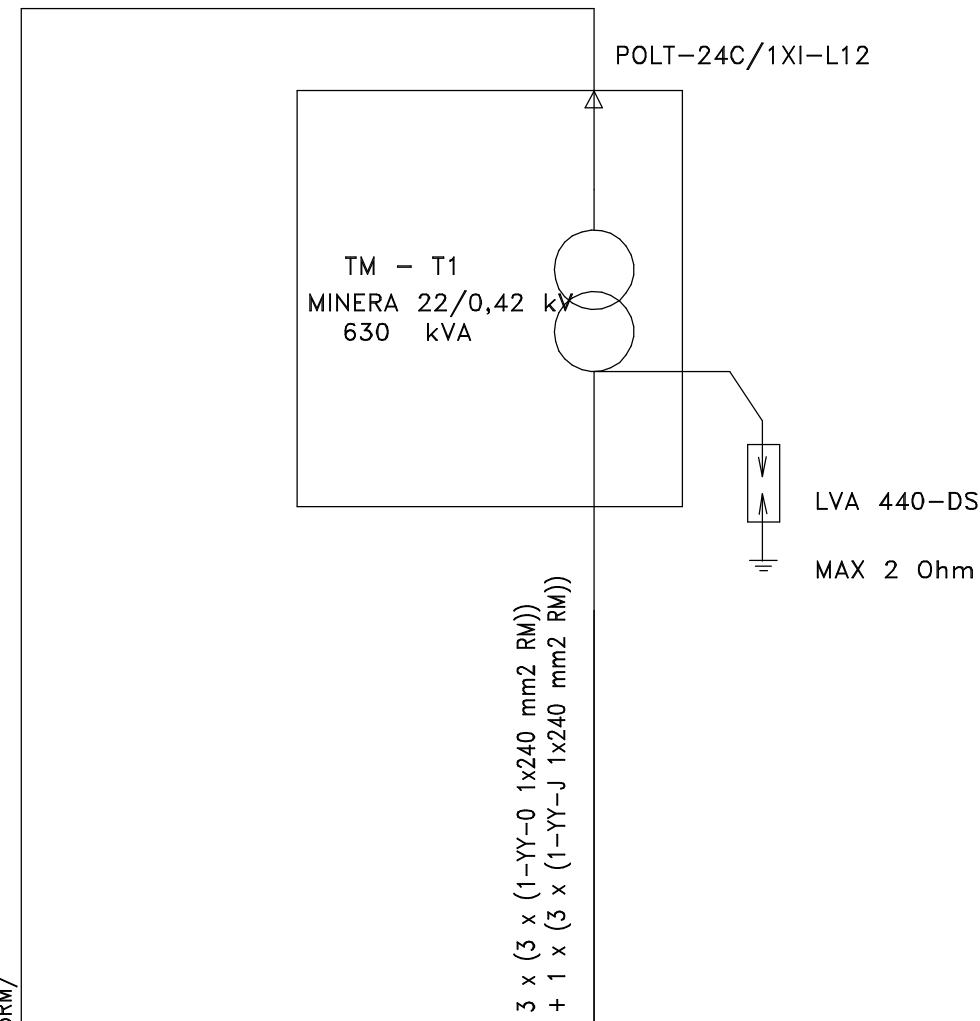 POLT-24C/1XI-L12
TM - T1
MINERA 22/0,42 kV
630 kVA
LVA 440-DS
MAX 2 Ohm
3 x (3 x (1-YY-0 1x240 mm2 RM))
+ 1 x (3 x (1-YY-J 1x240 mm2 RM))